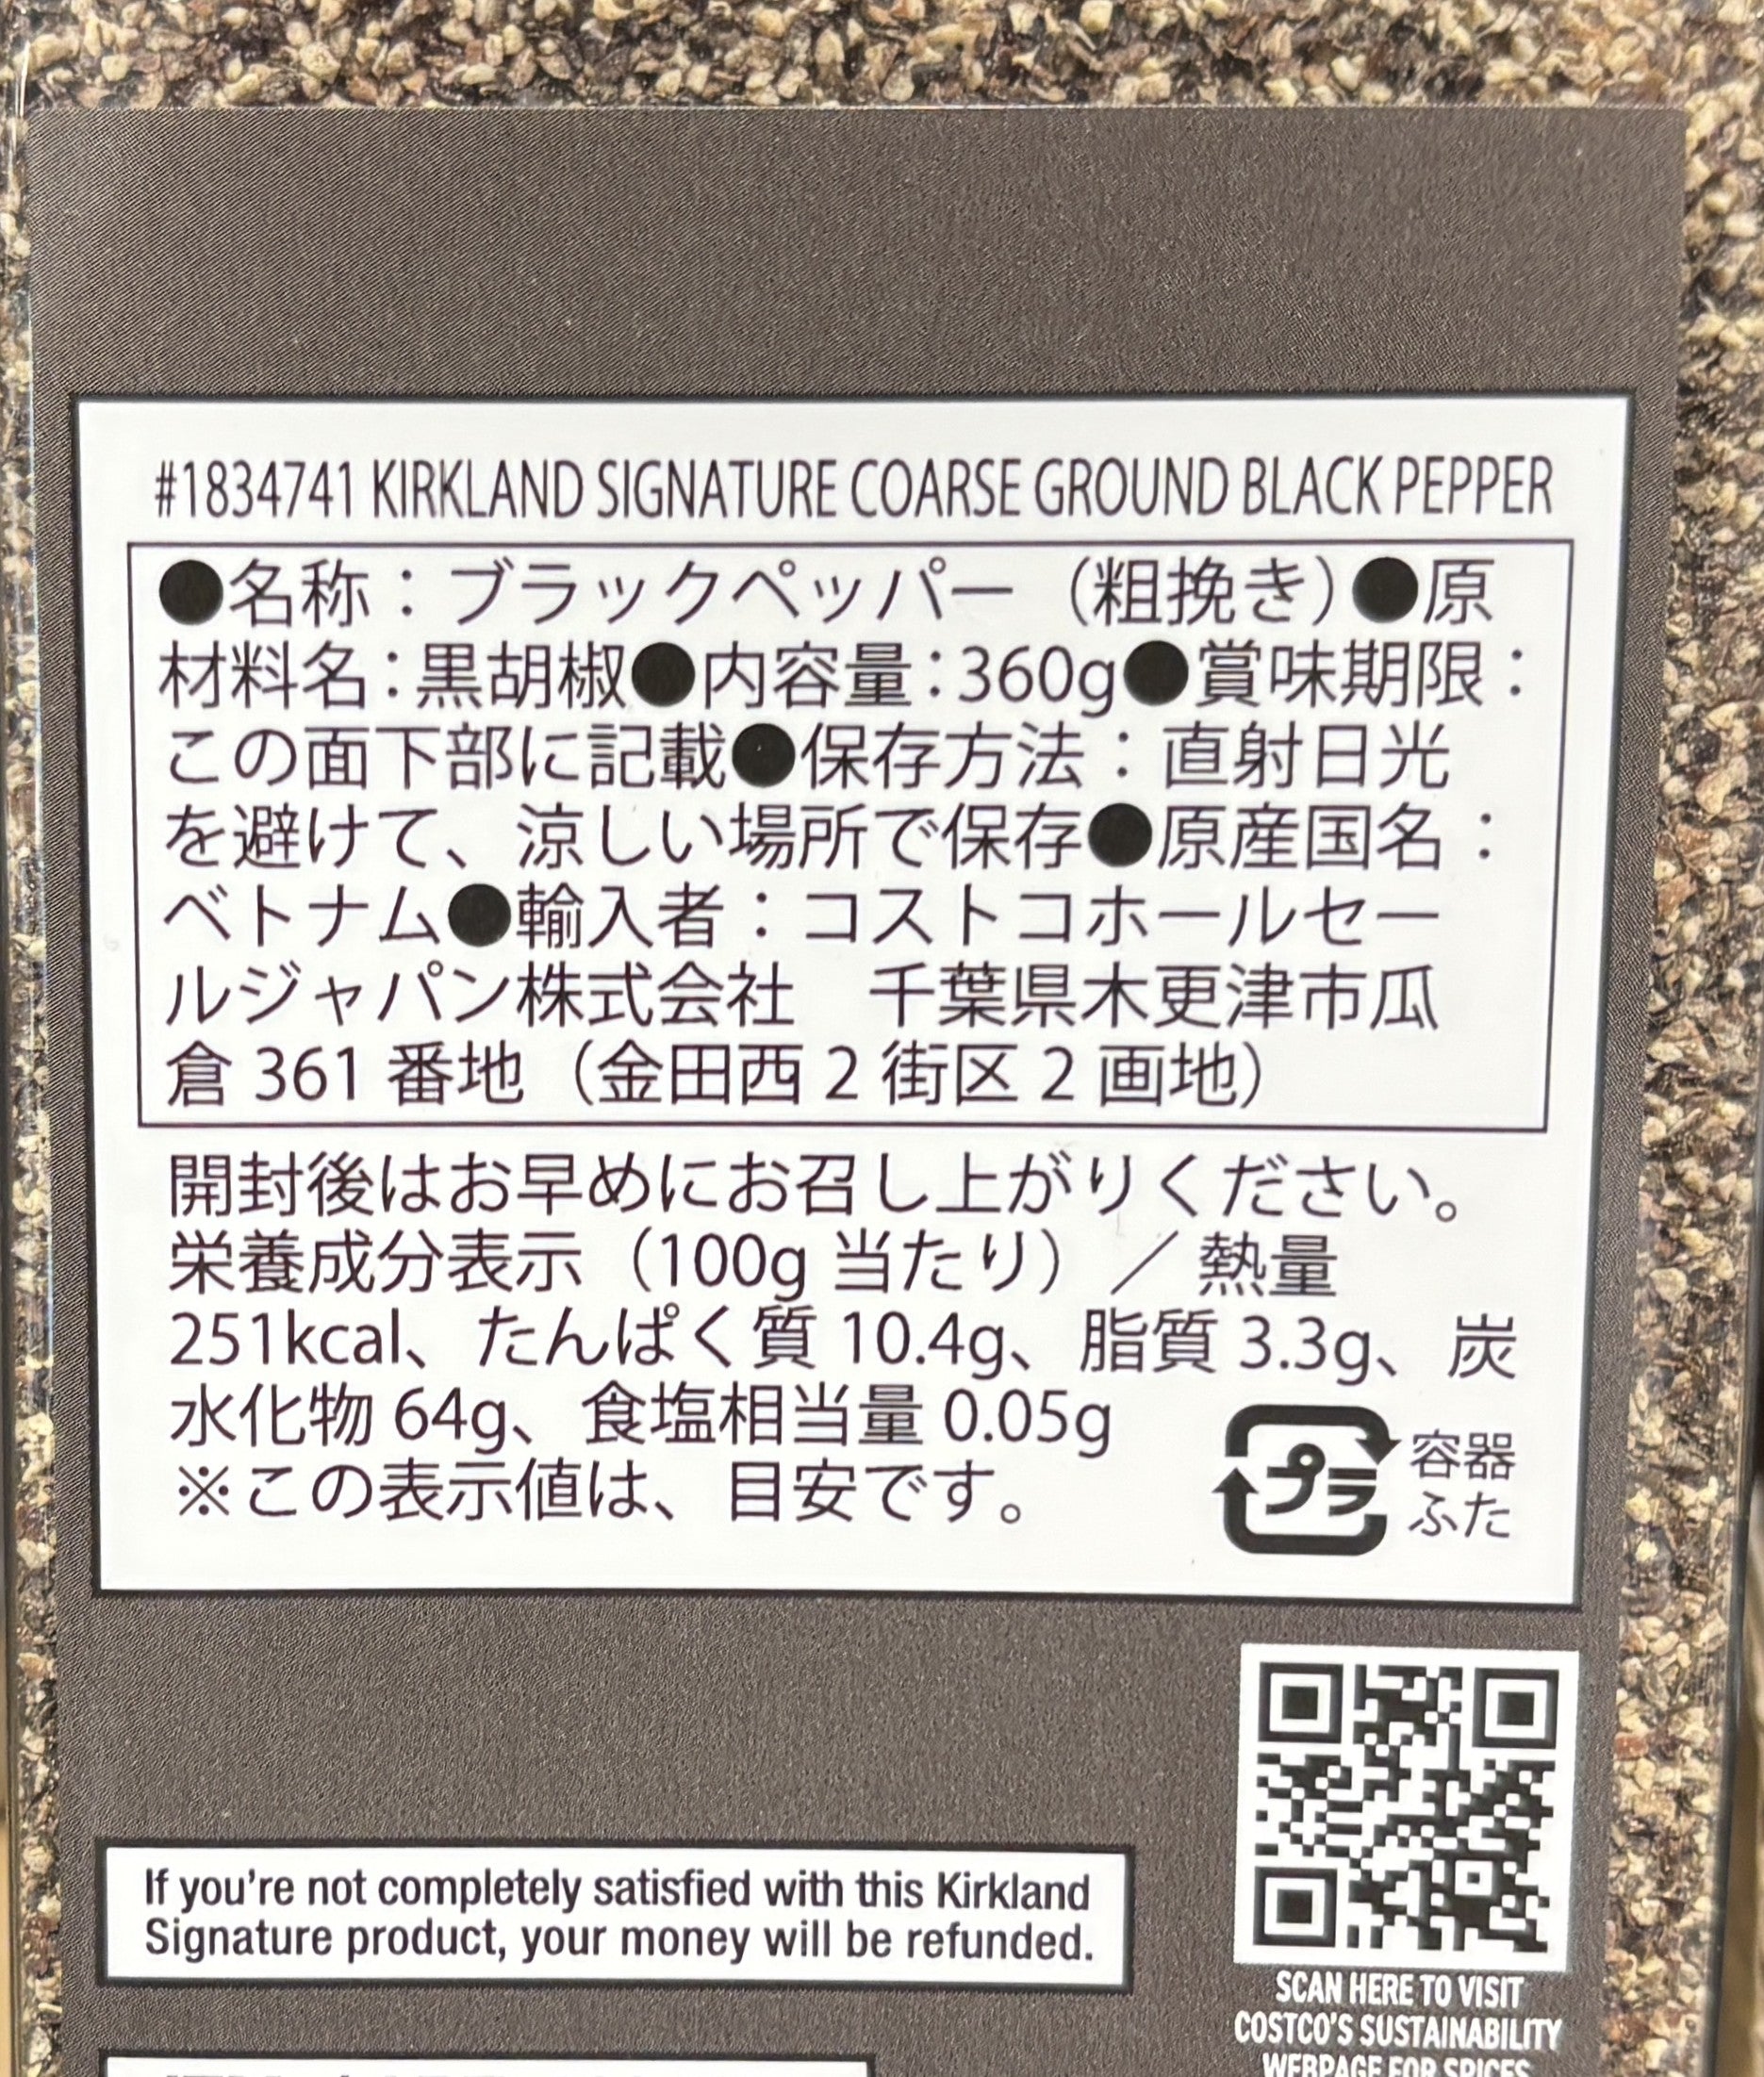 #1834741 KIRKLAND SIGNATURE COARSE GROUND BLACK PEPPER
●名称：ブラックペッパー（粗挽き）●原
材料名：黒胡椒●内容量：360g●賞味期限：
この面下部に記載●保存方法：直射日光
を避けて、涼しい場所で保存●原産国名：
ベトナム●輸入者：コストコホールセー
ルジャパン株式会社　千葉県木更津市瓜
倉 361 番地（金田西 2 街区 2 画地）
開封後はお早めにお召し上がりください。
栄養成分表示（100g 当たり）／ 熱量
251kcal、たんぱく質 10.4g、脂質 3.3g、炭
水化物 64g、食塩相当量 0.05g
※この表示値は、目安です。
プラ
容器
ふた
If you're not completely satisfied with this Kirkland
Signature product, your money will be refunded.
SCAN HERE TO VISIT
COSTCO'S SUSTAINABILITY
WEBPAGE FOR SPICES